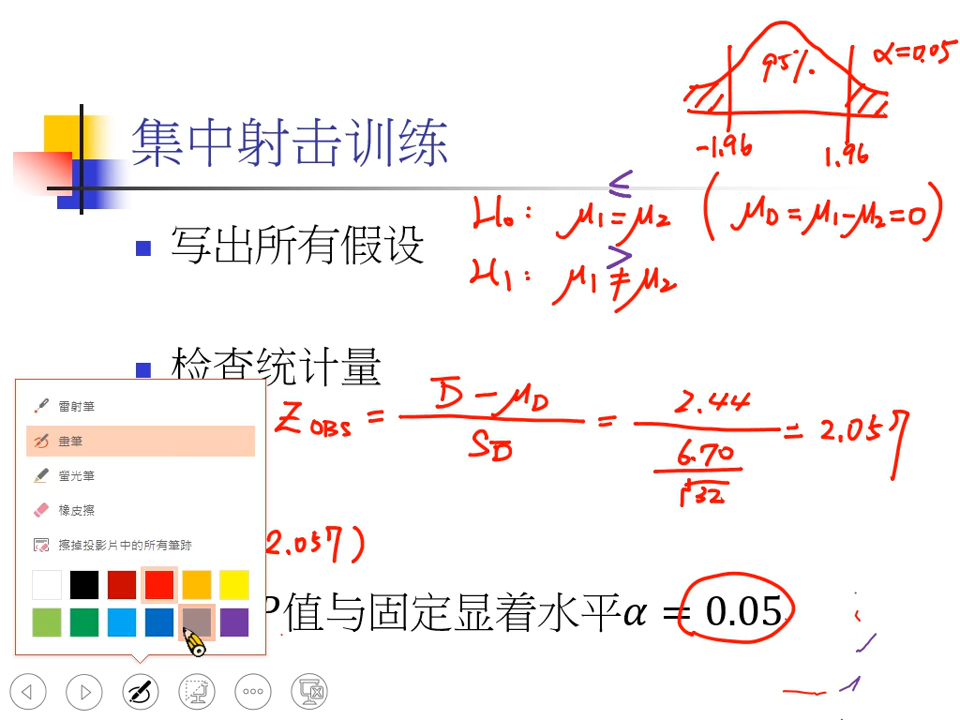 95%
α=0.05
-1.96 1.96
集中射击训练
≤
H₀: μ₁=μ₂ (μD=μ₁-μ₂=0)
写出所有假设
>
H₁: μ₁≠μ₂
检查统计量
Z OBS = (D̄-μD)/SD̄ = 2.44/(6.70/√32) = 2.057
雷射筆
畫筆
螢光筆
橡皮擦
擦掉投影片中的所有筆跡
2.057)
P值与固定显着水平α = 0.05